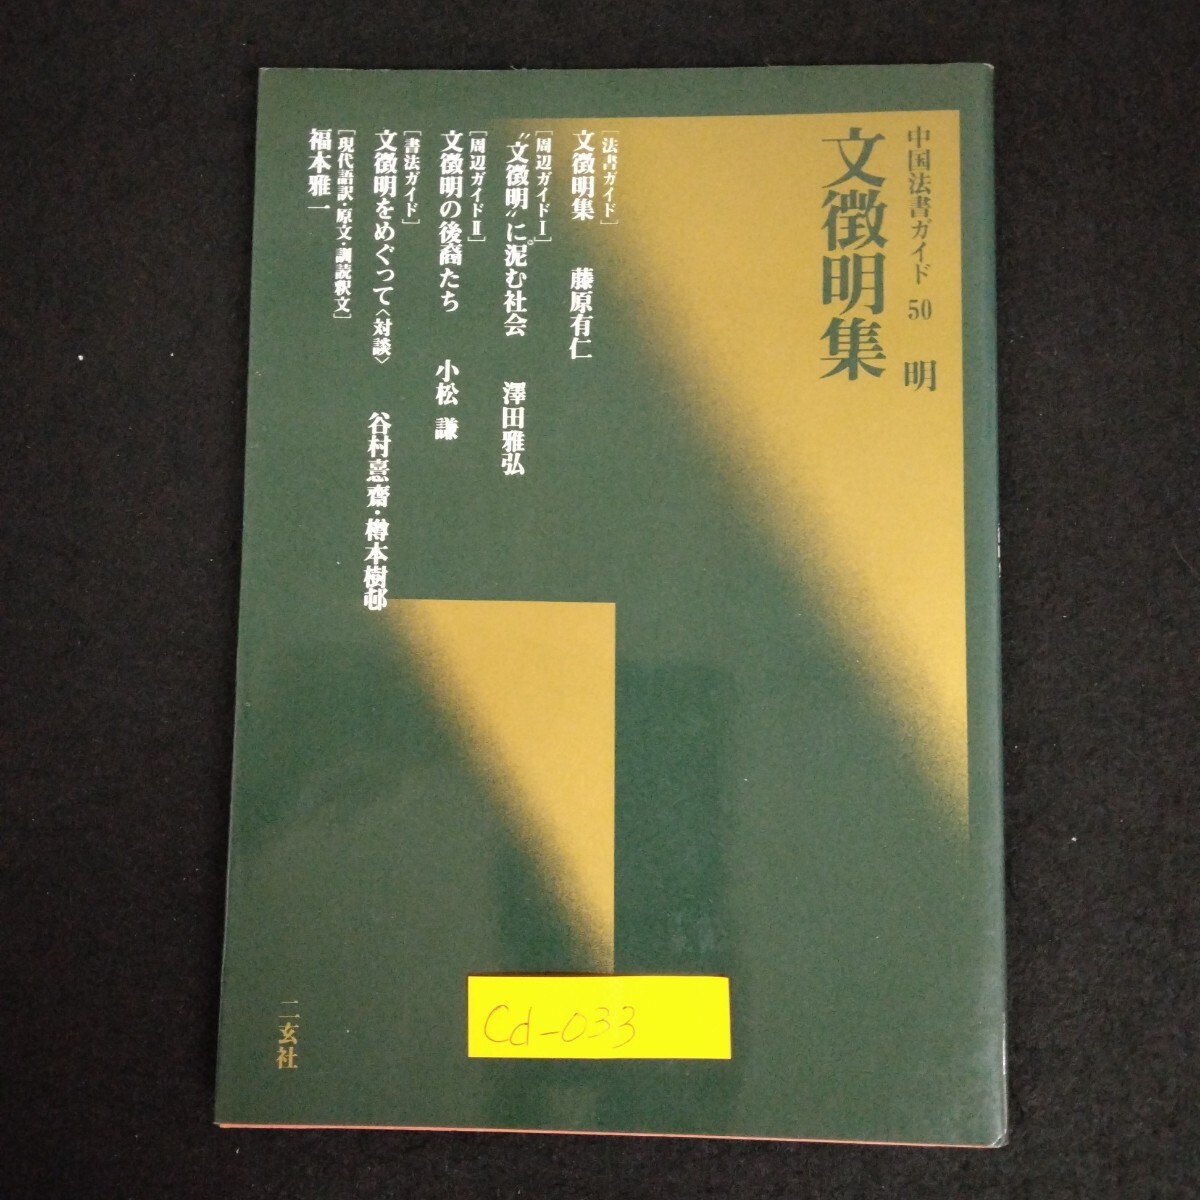 中国法書ガイド 50 明
文徴明集
[法書ガイド]
文徴明集 藤原有仁
[周辺ガイドⅠ]
〝文徴明〟に泥む社会 澤田雅弘
[周辺ガイドⅡ]
文徴明の後裔たち 小松 謙
[書法ガイド]
文徴明をめぐって〈対談〉 谷村憙齋・樽本樹邨
[現代語訳・原文・訓読釈文]
福本雅一
二玄社
Cd-033